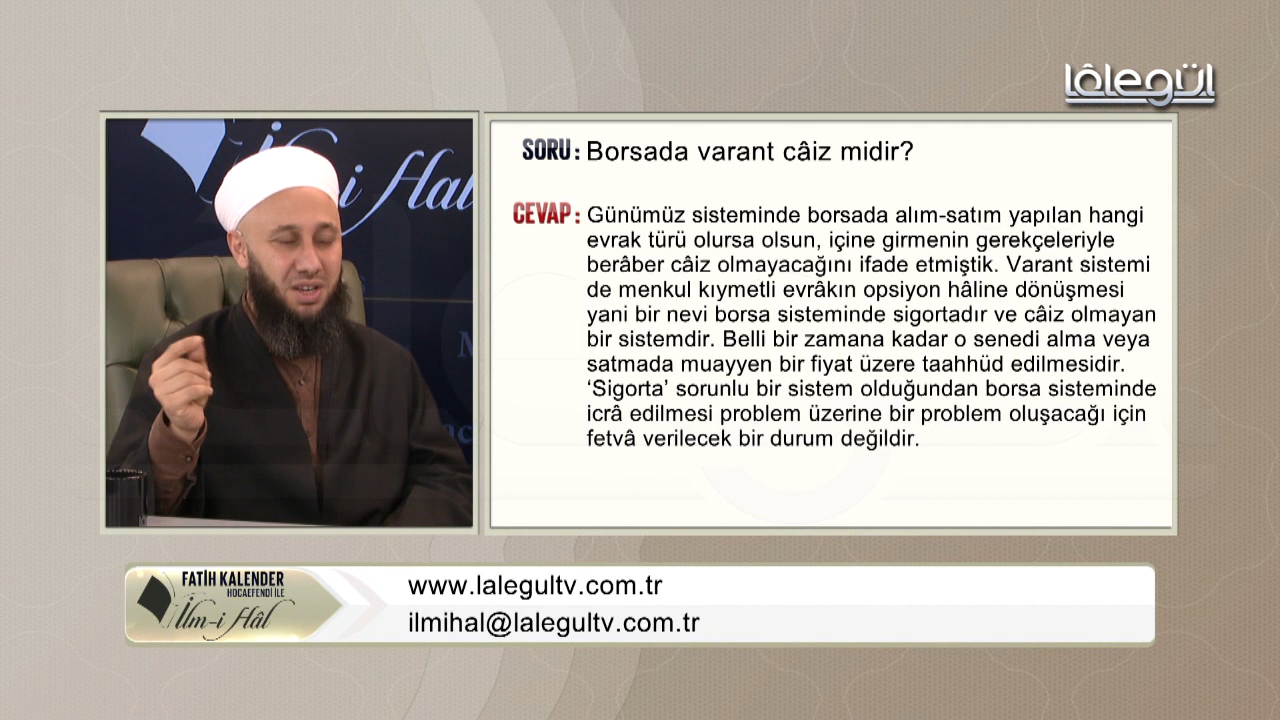 lâlegül
İlm-i Hal
SORU : Borsada varant câiz midir?
CEVAP : Günümüz sisteminde borsada alım-satım yapılan hangi
evrak türü olursa olsun, içine girmenin gerekçeleriyle
berâber câiz olmayacağını ifade etmiştik. Varant sistemi
de menkul kıymetli evrâkın opsiyon hâline dönüşmesi
yani bir nevi borsa sisteminde sigortadır ve câiz olmayan
bir sistemdir. Belli bir zamana kadar o senedi alma veya
satmada muayyen bir fiyat üzere taahhüd edilmesidir.
‘Sigorta’ sorunlu bir sistem olduğundan borsa sisteminde
icrâ edilmesi problem üzerine bir problem oluşacağı için
fetvâ verilecek bir durum değildir.
FATİH KALENDER
HOCAEFENDİ İLE
İlm-i Hâl
www.lalegultv.com.tr
ilmihal@lalegultv.com.tr